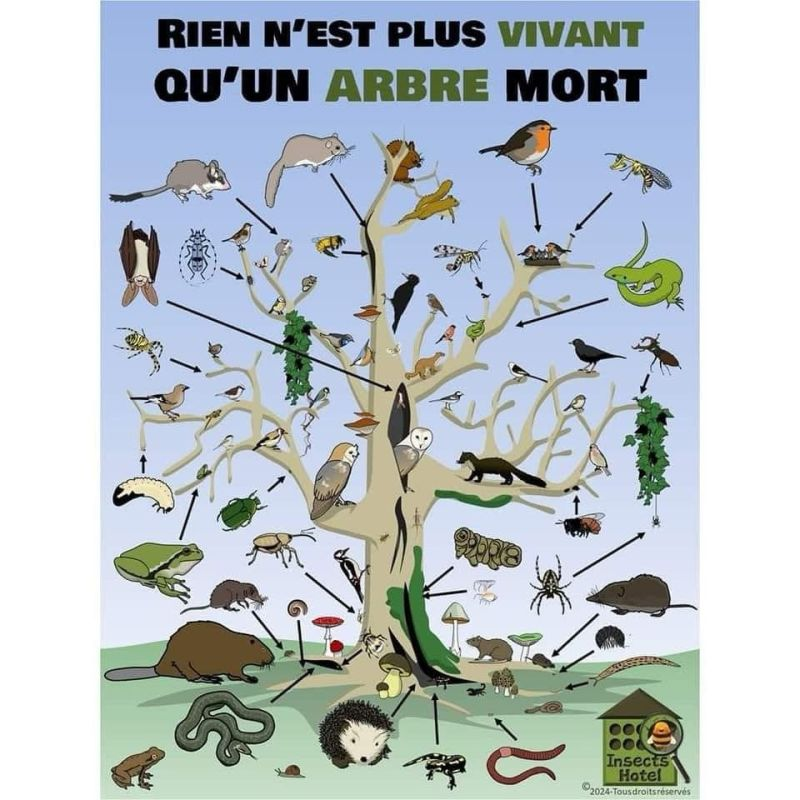 RIEN N'EST PLUS VIVANT
QU'UN ARBRE MORT
Insects
Hotel
©2024-Tousdroitsréservés